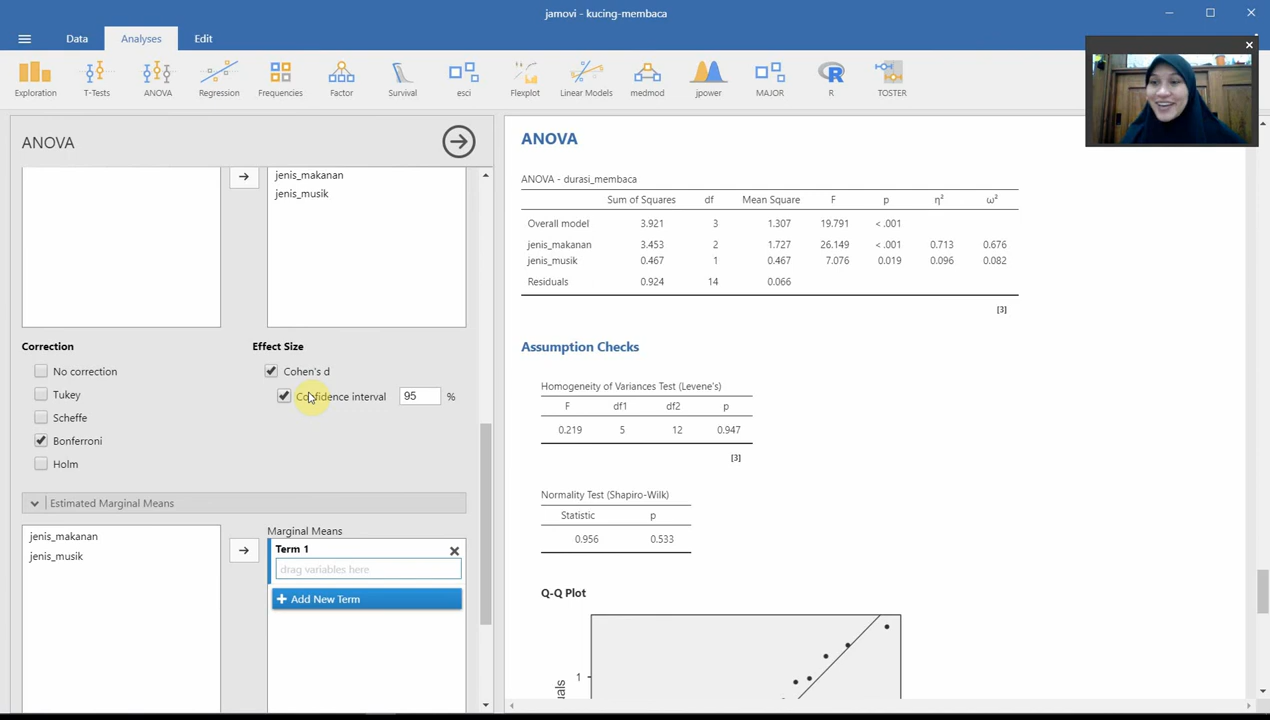 jamovi - kucing-membaca
Data Analyses Edit
Exploration T-Tests ANOVA Regression Frequencies Factor Survival esci Flexplot Linear Models medmod jpower MAJOR R TOSTER
ANOVA
jenis_makanan
jenis_musik
Correction
No correction
Tukey
Scheffe
Bonferroni
Holm
Effect Size
Cohen's d
Confidence interval 95 %
Estimated Marginal Means
jenis_makanan
jenis_musik
Marginal Means
Term 1
drag variables here
+ Add New Term
ANOVA
ANOVA - durasi_membaca
Sum of Squares df Mean Square F p η² ω²
Overall model 3.921 3 1.307 19.791 < .001
jenis_makanan 3.453 2 1.727 26.149 < .001 0.713 0.676
jenis_musik 0.467 1 0.467 7.076 0.019 0.096 0.082
Residuals 0.924 14 0.066
[3]
Assumption Checks
Homogeneity of Variances Test (Levene's)
F df1 df2 p
0.219 5 12 0.947
[3]
Normality Test (Shapiro-Wilk)
Statistic p
0.956 0.533
Q-Q Plot
1
uals